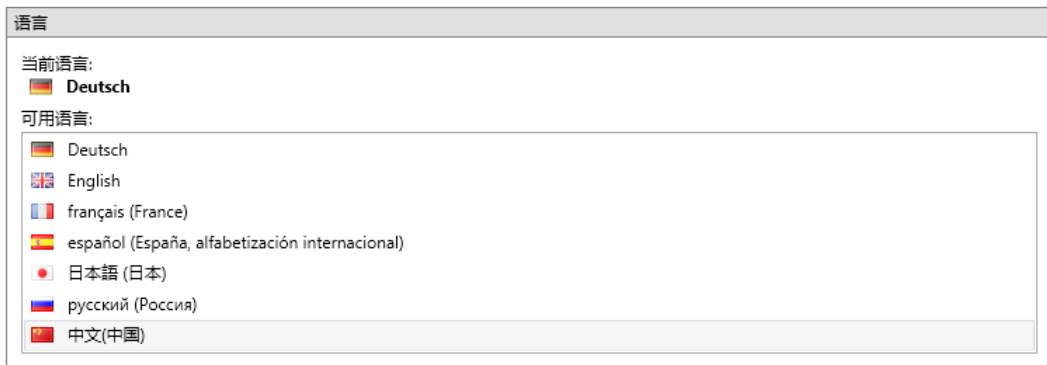 语言
当前语言:
Deutsch
可用语言:
Deutsch
English
français (France)
español (España, alfabetización internacional)
日本語 (日本)
русский (Россия)
中文(中国)